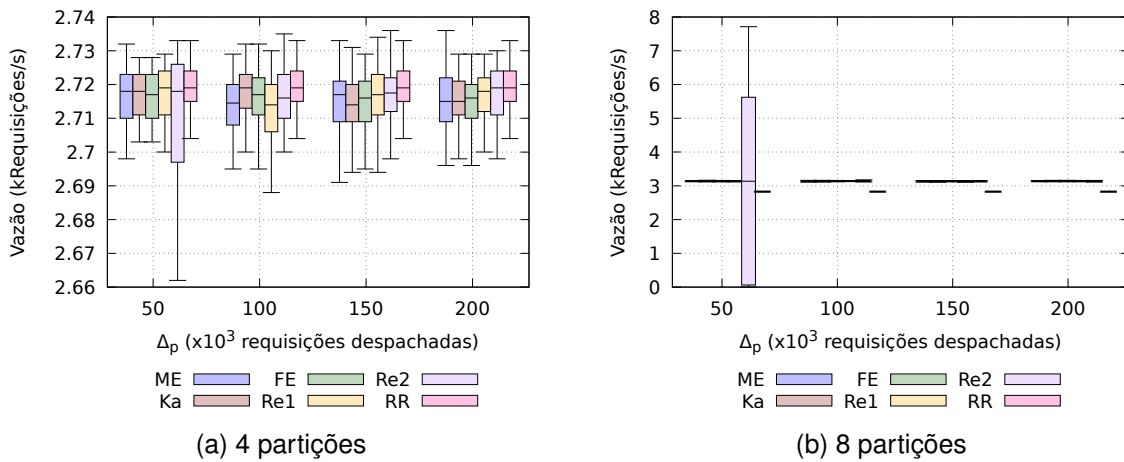 Vazão (kRequisições/s)
2.74
2.73
2.72
2.71
2.7
2.69
2.68
2.67
2.66
50 100 150 200
Δp (x10³ requisições despachadas)
ME FE Re2
Ka Re1 RR
(a) 4 partições
Vazão (kRequisições/s)
8
7
6
5
4
3
2
1
0
50 100 150 200
Δp (x10³ requisições despachadas)
ME FE Re2
Ka Re1 RR
(b) 8 partições